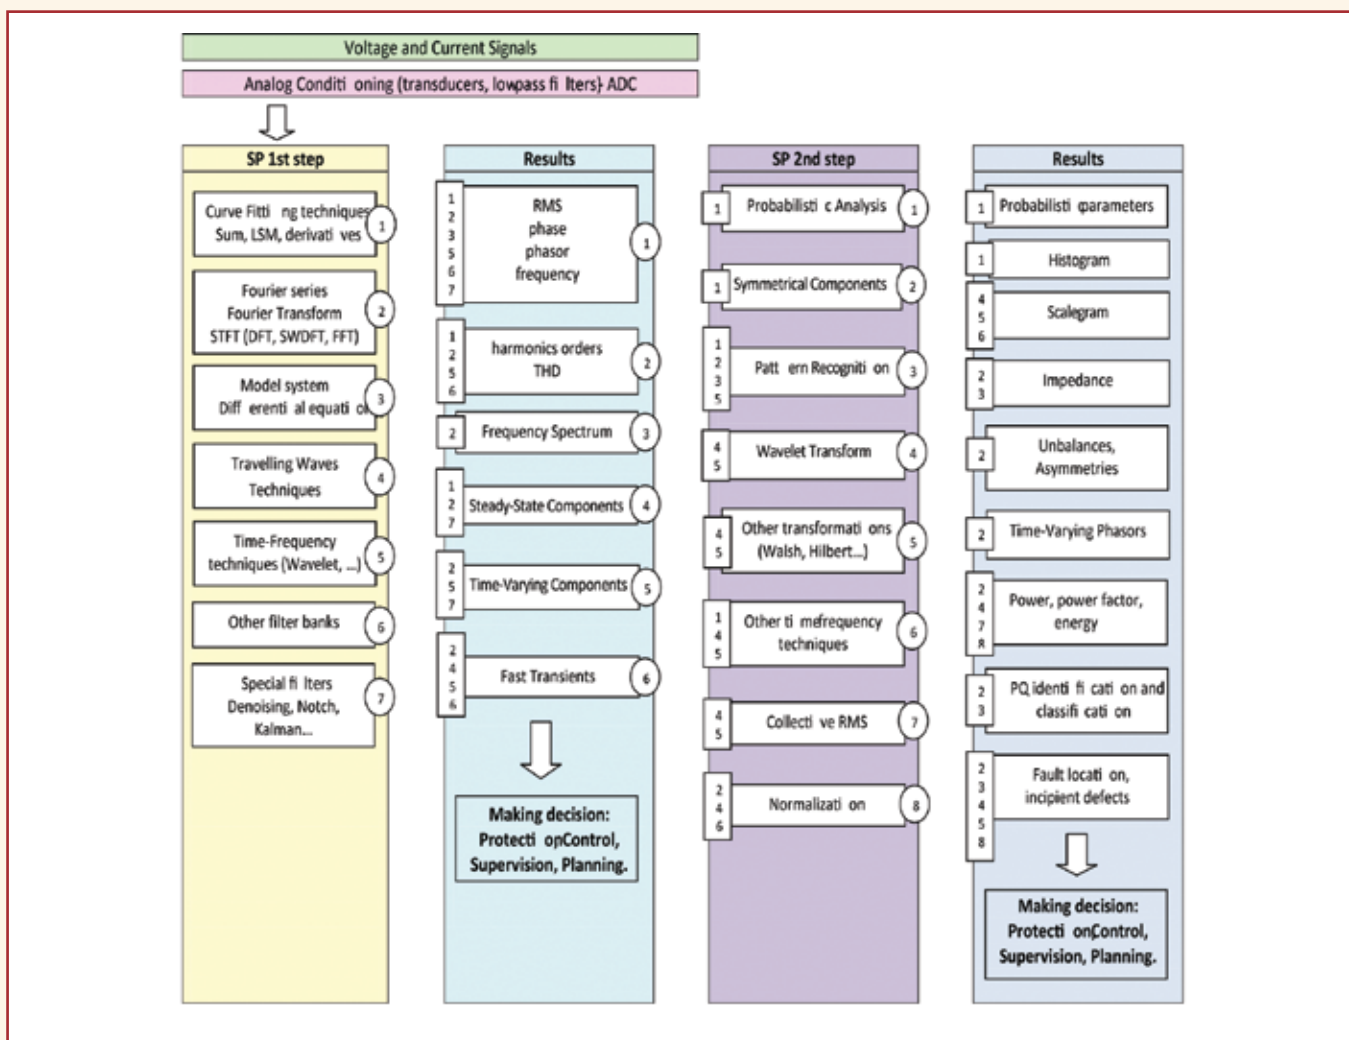 Voltage and Current Signals
Analog Conditi oning (transducers, lowpass fi lters)- ADC
SP 1st step
Curve Fitti ng techniques
Sum, LSM, derivati ves
1
Fourier series
Fourier Transform
STFT (DFT, SWDFT, FFT)
2
Model system
Diff erenti al equati o
3
Travelling Waves
Techniques
4
Time-Frequency
techniques (Wavelet, ...)
5
Other filter banks
6
Special fi lters
Denoising, Notch,
Kalman...
7
Results
1
2
3
5
6
7
RMS
phase
phasor
frequency
1
1
2
5
6
harmonics orders
THD
2
2
Frequency Spectrum
3
1
2
7
Steady-State Components
4
2
5
7
Time-Varying Components
5
2
4
5
6
Fast Transients
6
Making decision:
Protecti on,Control,
Supervision, Planning.
SP 2nd step
1
Probabilisti c Analysis
1
1
Symmetrical Components
2
1
2
3
5
Patt ern Recogniti on
3
4
5
Wavelet Transform
4
4
5
Other transformati ons
(Walsh, Hilbert...)
5
1
4
5
Other ti mefrequency
techniques
6
4
5
Collecti ve RMS
7
2
4
6
Normalizati on
8
Results
1
Probabilisti cparameters
1
Histogram
4
5
6
Scalegram
2
3
Impedance
2
Unbalances,
Asymmetries
2
Time-Varying Phasors
2
4
7
8
Power, power factor,
energy
2
3
PQ identi fi cati on and
classifi cati on
2
3
4
5
8
Fault locati on,
incipient defects
Making decision:
Protecti on,Control,
Supervision, Planning.